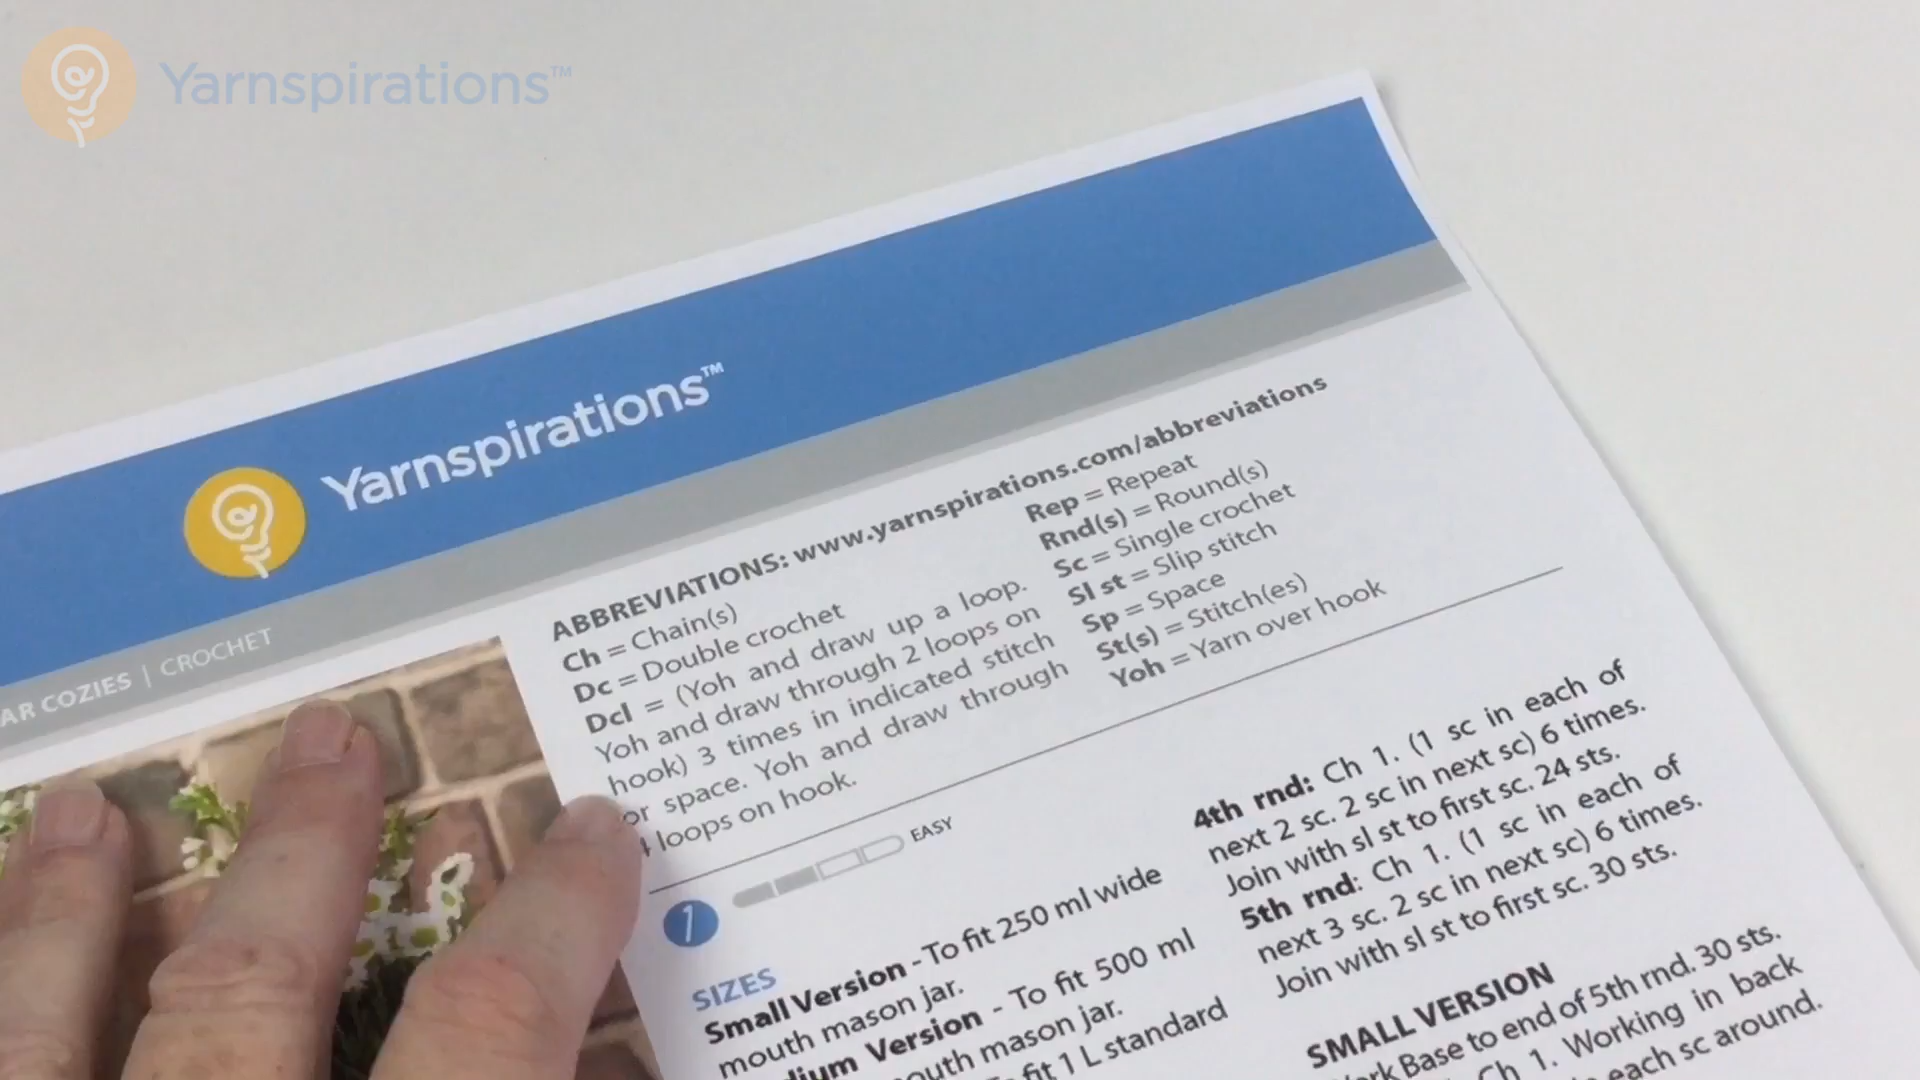 Yarnspirations™
Yarnspirations™
AR COZIES | CROCHET
ABBREVIATIONS: www.yarnspirations.com/abbreviations
Ch = Chain(s)
Dc = Double crochet
Dcl = (Yoh and draw up a loop.
Yoh and draw through 2 loops on
hook) 3 times in indicated stitch
or space. Yoh and draw through
4 loops on hook.
Rep = Repeat
Rnd(s) = Round(s)
Sc = Single crochet
Sl st = Slip stitch
Sp = Space
St(s) = Stitch(es)
Yoh = Yarn over hook
EASY
1
SIZES
Small Version - To fit 250 ml wide
mouth mason jar.
dium Version - To fit 500 ml
outh mason jar.
fit 1 L standard
4th rnd: Ch 1. (1 sc in each of
next 2 sc. 2 sc in next sc) 6 times.
Join with sl st to first sc. 24 sts.
5th rnd: Ch 1. (1 sc in each of
next 3 sc. 2 sc in next sc) 6 times.
Join with sl st to first sc. 30 sts.
SMALL VERSION
rk Base to end of 5th rnd. 30 sts.
Ch 1. Working in back
each sc around.